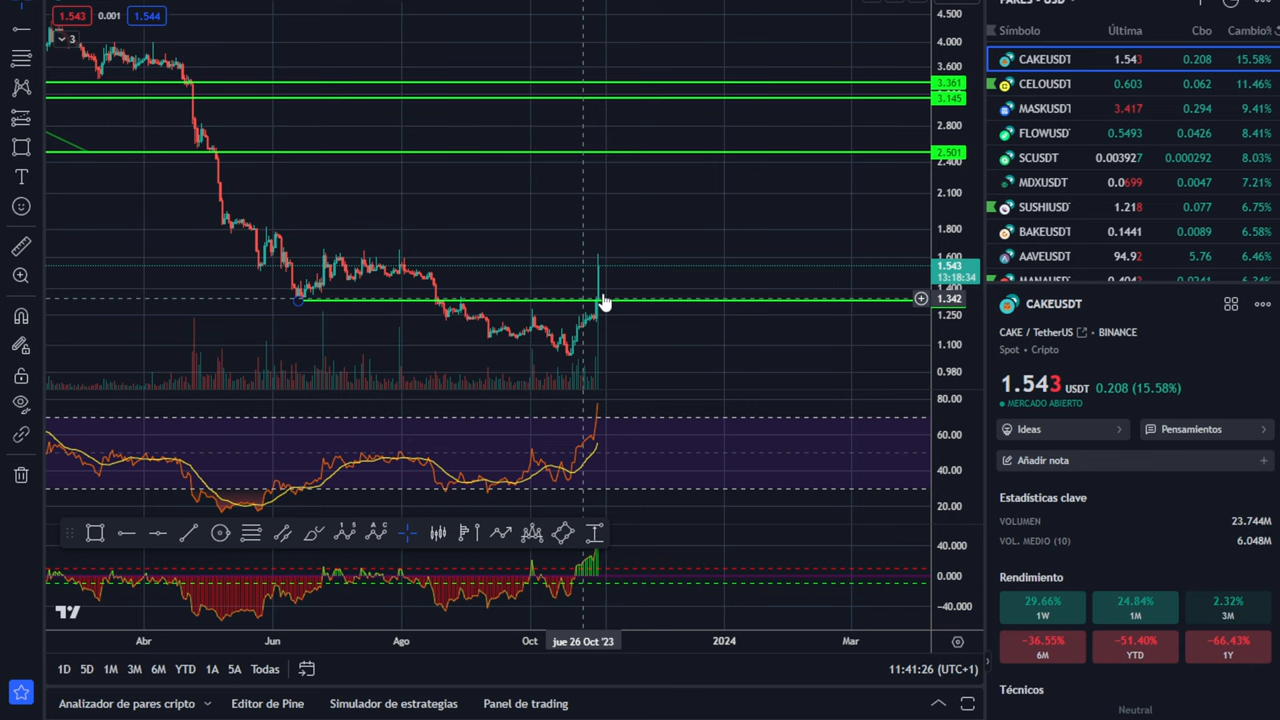 1.543 0.001 1.544
3
4.500
4.000
3.600
3.361
3.145
2.800
2.501
2.400
2.100
1.800
1.600
1.543
13:18:34
1.400
1.342
1.250
1.100
0.980
80.00
60.00
40.00
20.00
40.000
0.000
−40.000
Abr Jun Ago Oct jue 26 Oct '23 2024 Mar
1D 5D 1M 3M 6M YTD 1A 5A Todas 11:41:26 (UTC+1)
Analizador de pares cripto Editor de Pine Simulador de estrategias Panel de trading
Símbolo Última Cbo Cambio%
CAKEUSDT 1.543 0.208 15.58%
CELOUSDT 0.603 0.062 11.46%
MASKUSDT 3.417 0.294 9.41%
FLOWUSD 0.5493 0.0426 8.41%
SCUSDT 0.003927 0.000292 8.03%
MDXUSDT 0.0699 0.0047 7.21%
SUSHIUSD 1.218 0.077 6.75%
BAKEUSDT 0.1441 0.0089 6.58%
AAVEUSDT 94.92 5.76 6.46%
CAKEUSDT
CAKE / TetherUS • BINANCE
Spot • Cripto
1.543 USDT 0.208 (15.58%)
• MERCADO ABIERTO
Ideas Pensamientos
Añadir nota
Estadísticas clave
VOLUMEN 23.744M
VOL. MEDIO (10) 6.048M
Rendimiento
29.66% 24.84% 2.32%
1W 1M 3M
−36.55% −51.40% −66.43%
6M YTD 1Y
Técnicos
Neutral